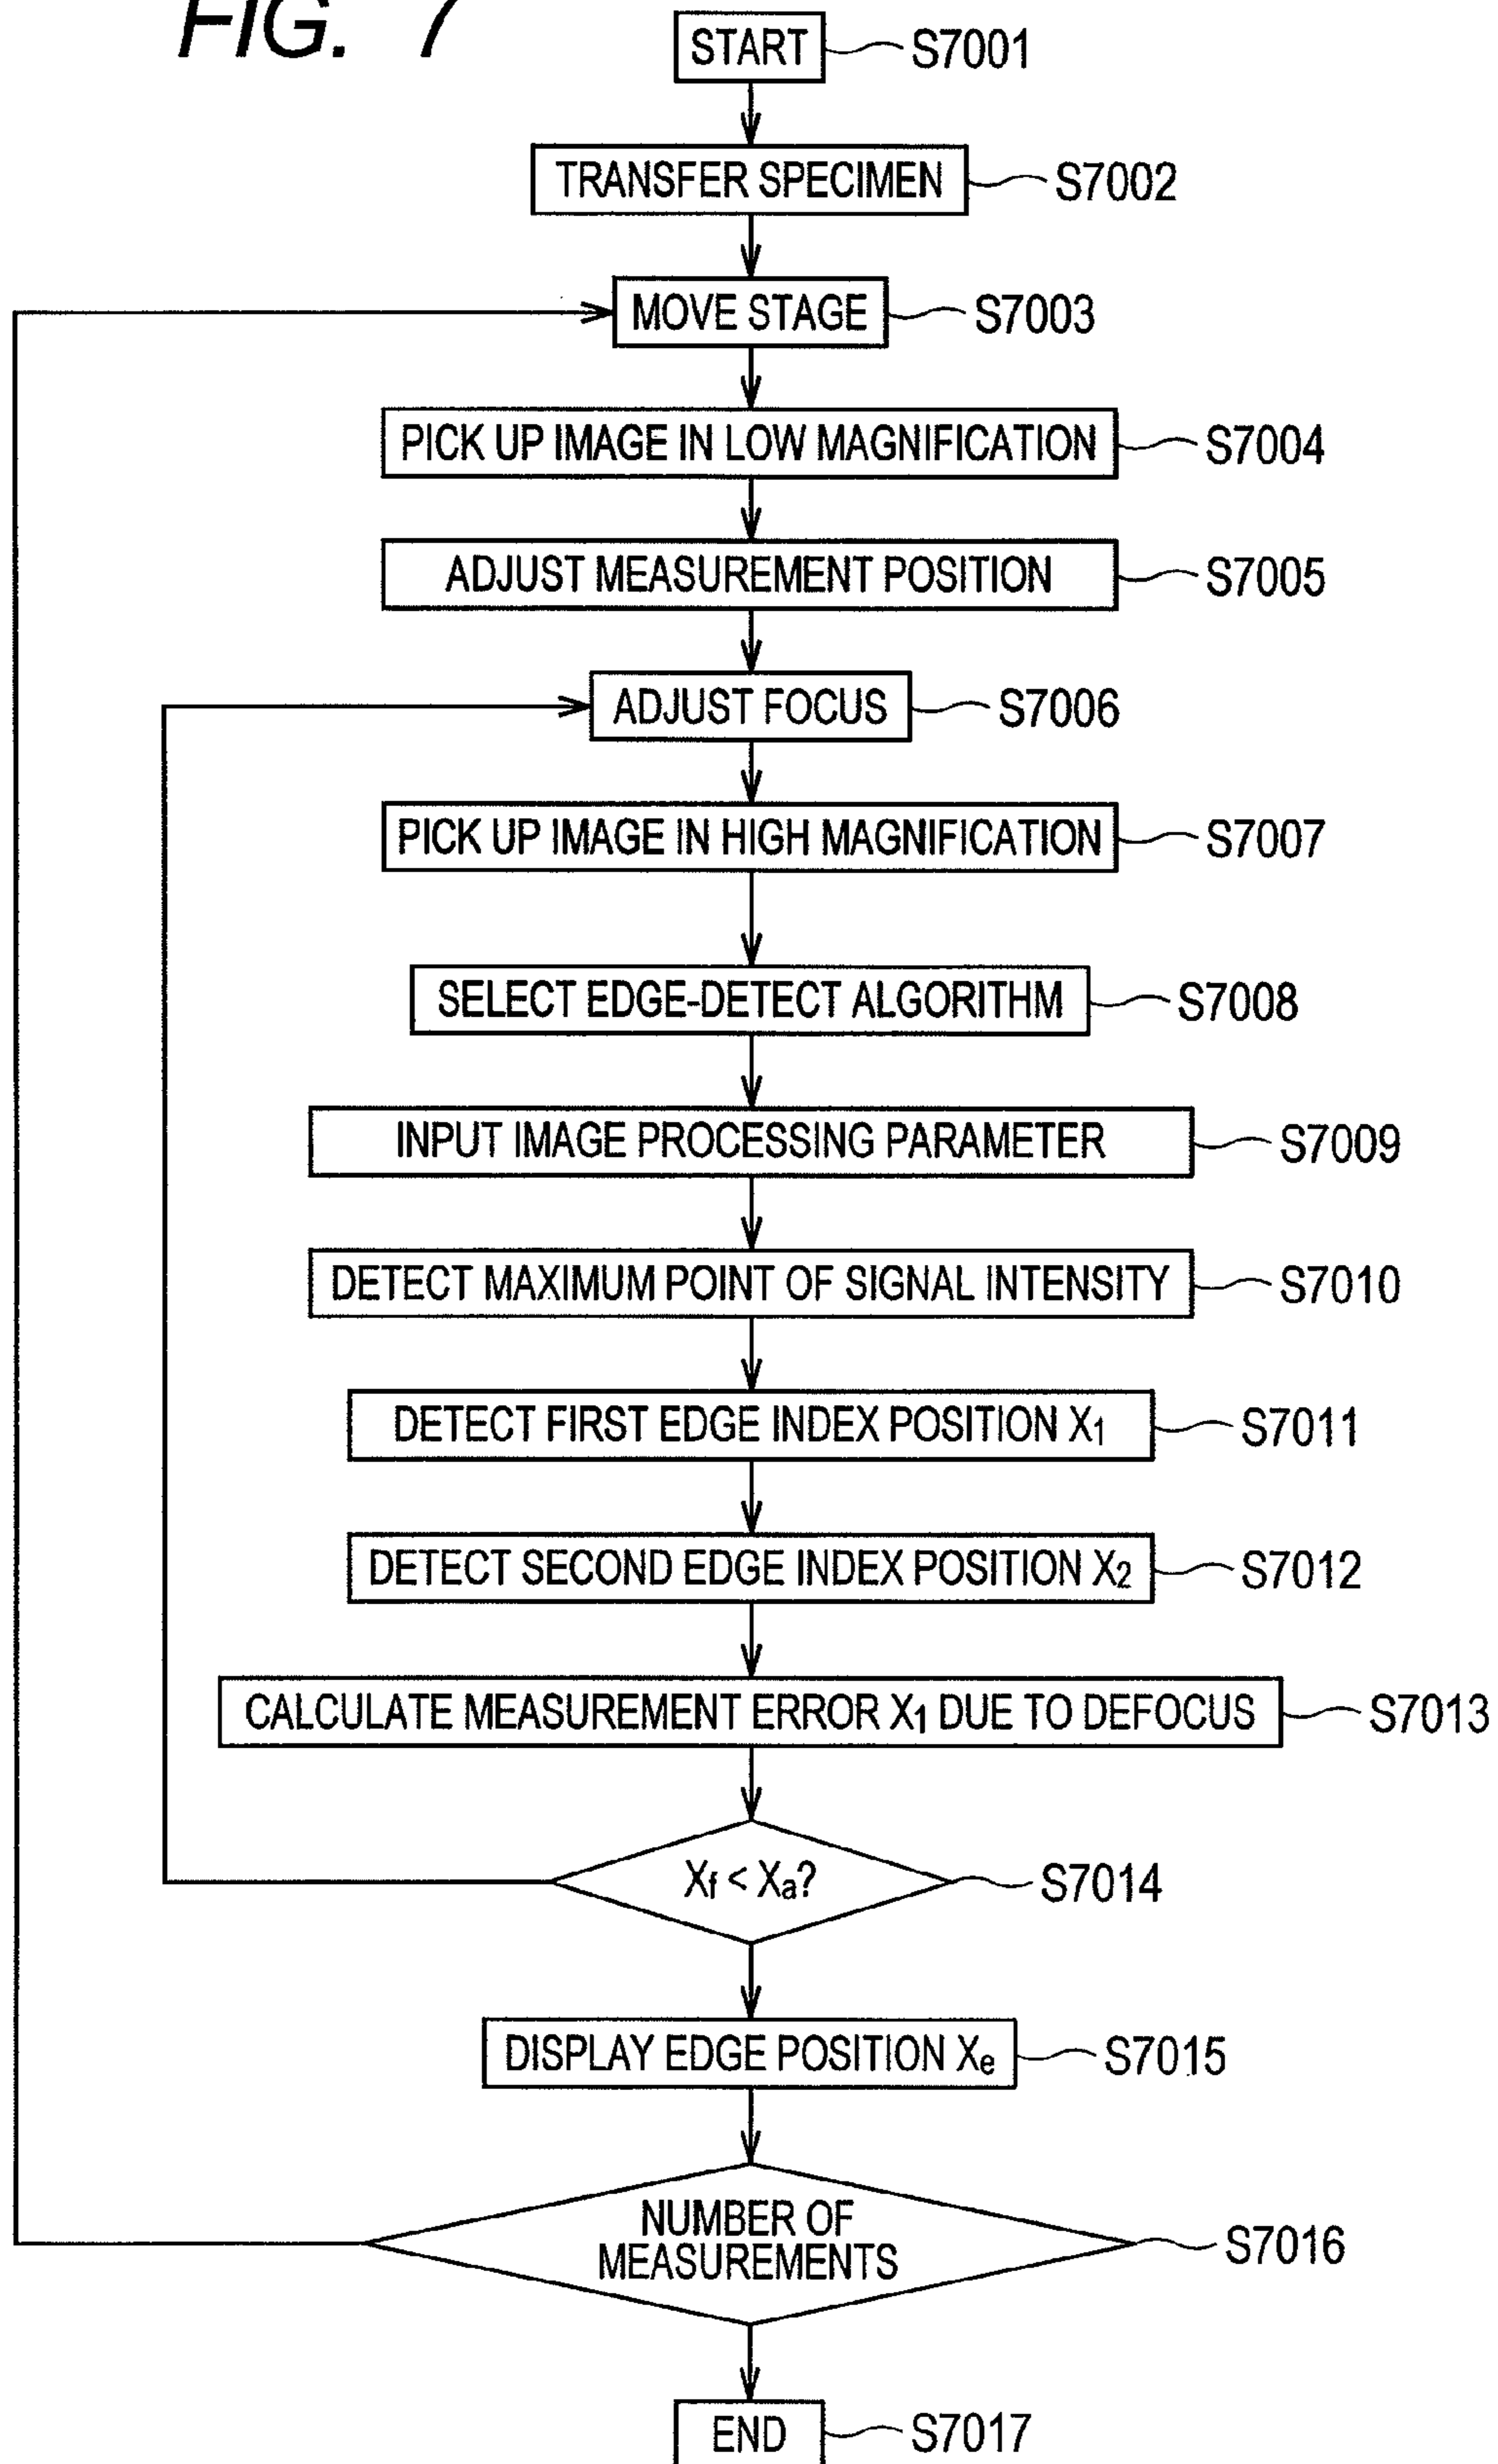 FIG. 7
START S7001
TRANSFER SPECIMEN S7002
MOVE STAGE S7003
PICK UP IMAGE IN LOW MAGNIFICATION S7004
ADJUST MEASUREMENT POSITION S7005
ADJUST FOCUS S7006
PICK UP IMAGE IN HIGH MAGNIFICATION S7007
SELECT EDGE-DETECT ALGORITHM S7008
INPUT IMAGE PROCESSING PARAMETER S7009
DETECT MAXIMUM POINT OF SIGNAL INTENSITY S7010
DETECT FIRST EDGE INDEX POSITION X1 S7011
DETECT SECOND EDGE INDEX POSITION X2 S7012
CALCULATE MEASUREMENT ERROR X1 DUE TO DEFOCUS S7013
Xf < Xa? S7014
DISPLAY EDGE POSITION Xe S7015
NUMBER OF
MEASUREMENTS S7016
END S7017